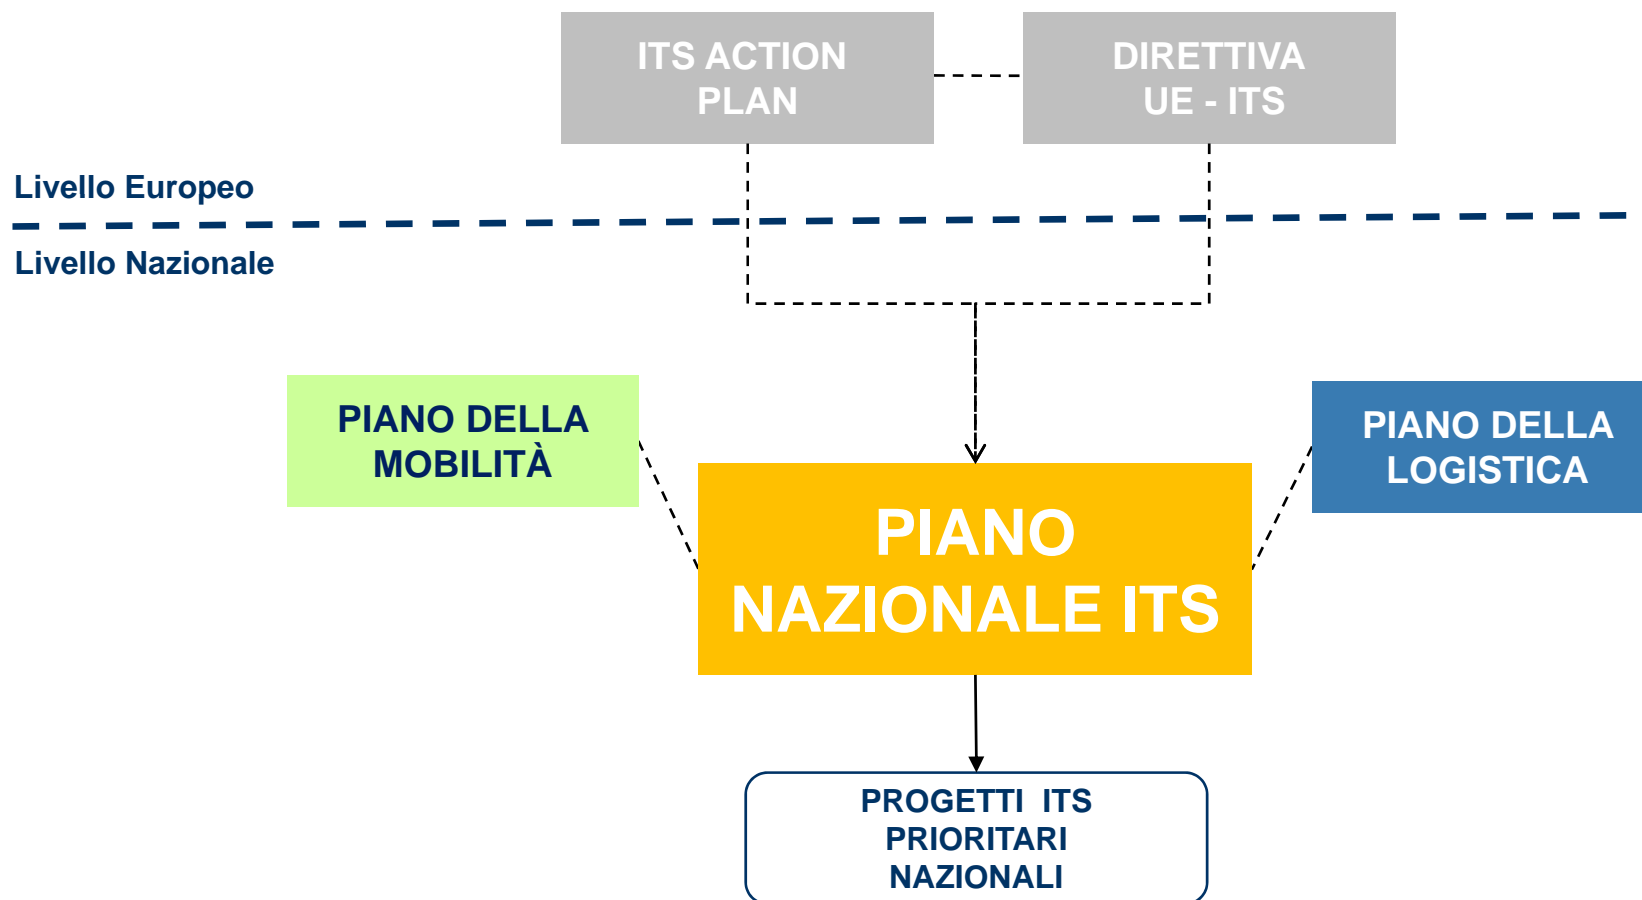 ITS ACTION
PLAN
DIRETTIVA
UE - ITS
Livello Europeo
Livello Nazionale
PIANO DELLA
MOBILITÀ
PIANO DELLA
LOGISTICA
PIANO
NAZIONALE ITS
PROGETTI  ITS
PRIORITARI
NAZIONALI